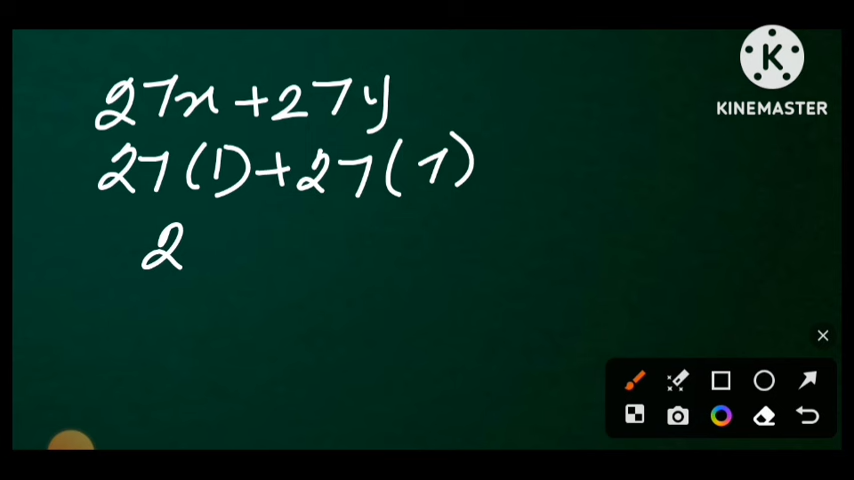 27x + 27y
27 (1) + 27 (1)
2
K
KINEMASTER